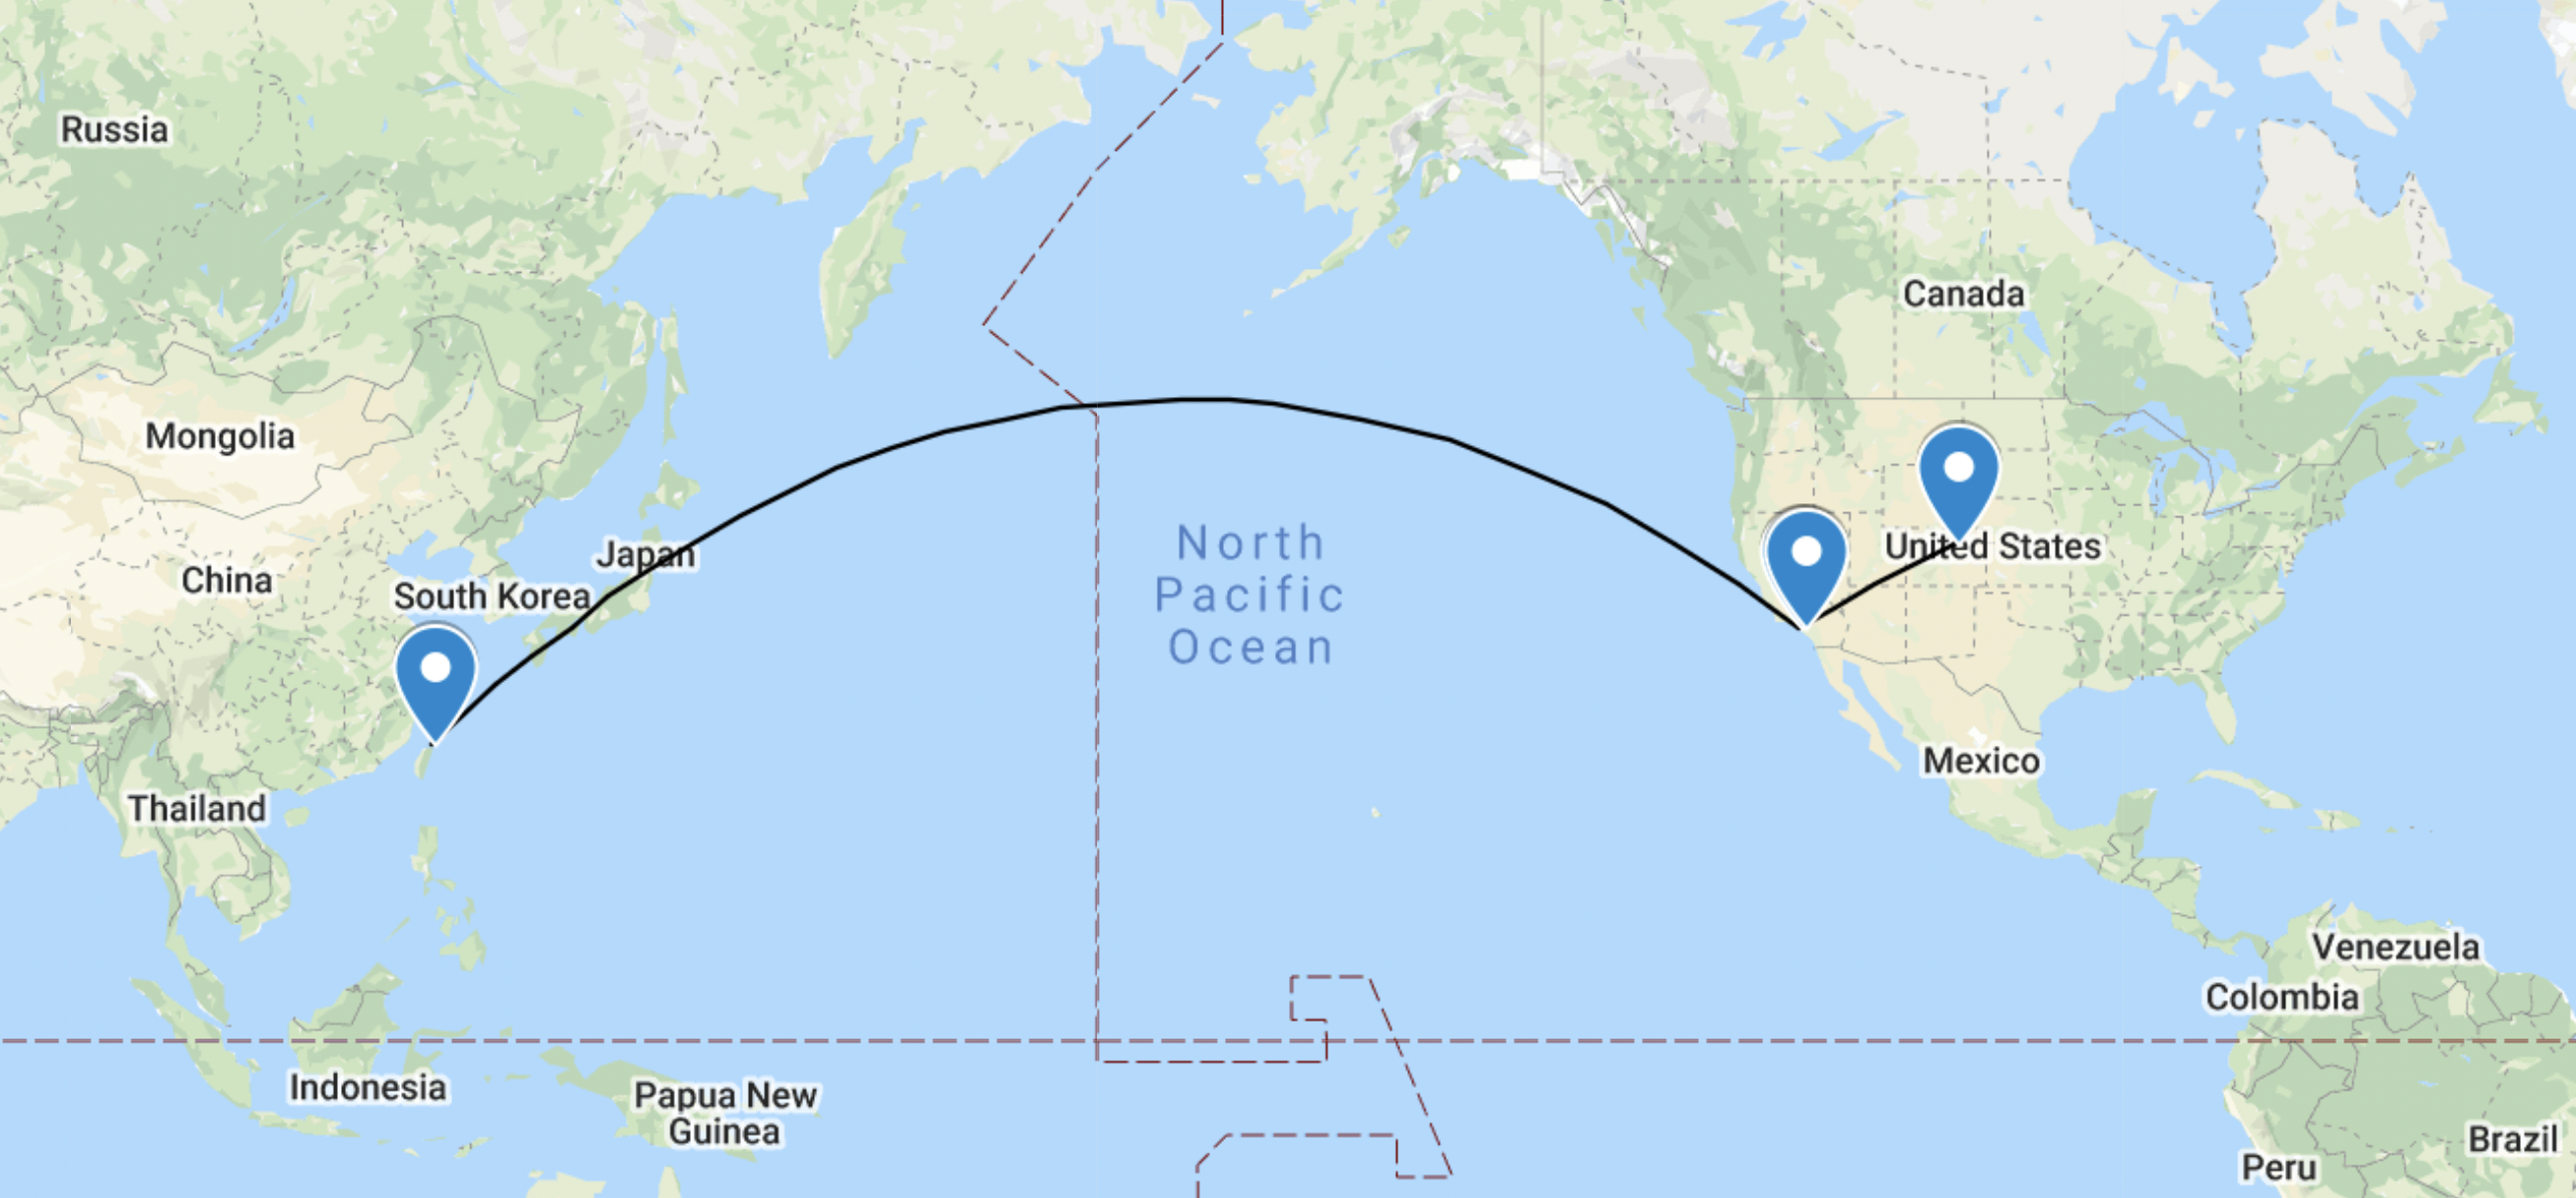 Russia
Canada
Mongolia
North
Pacific
Ocean
Japan
United States
China
South Korea
Mexico
Thailand
Venezuela
Colombia
Indonesia
Papua New
Guinea
Brazil
Peru